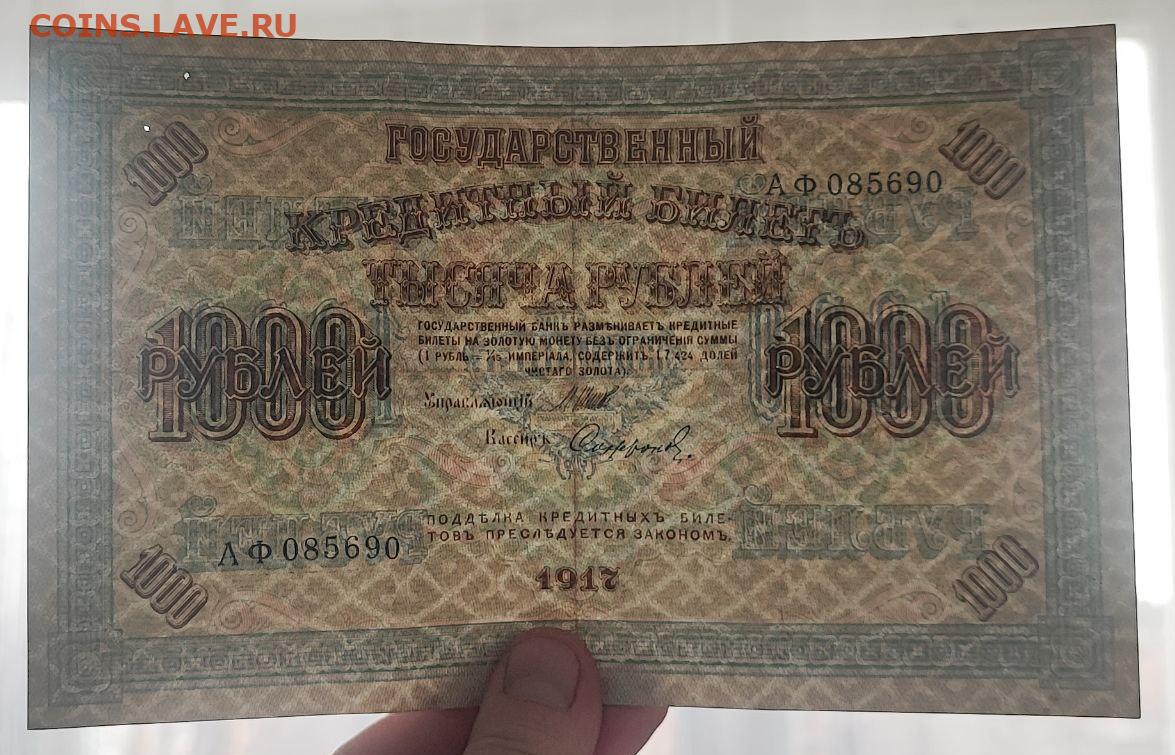 COINS.LAVE.RU
1000
1000
ГОСУДАРСТВЕННЫЙ
АФ 085690
КРЕДИТНЫЙ БИЛЕТЪ
ТЫСЯЧА РУБЛЕЙ
1000
РУБЛЕЙ
1000
РУБЛЕЙ
ГОСУДАРСТВЕННЫЙ БАНКЪ РАЗМѢНИВАЕТЪ КРЕДИТНЫЕ
БИЛЕТЫ НА ЗОЛОТУЮ МОНЕТУ БЕЗЪ ОГРАНИЧЕНІЯ СУММЫ
(1 РУБЛЬ = 1/15 ИМПЕРІАЛА, СОДЕРЖИТЪ 17,424 ДОЛЕЙ
ЧИСТАГО ЗОЛОТА).
Управляющій
Кассиръ
ПОДДѢЛКА КРЕДИТНЫХЪ БИЛЕ-
ТОВЪ ПРЕСЛѢДУЕТСЯ ЗАКОНОМЪ.
АФ 085690
1917
1000
1000